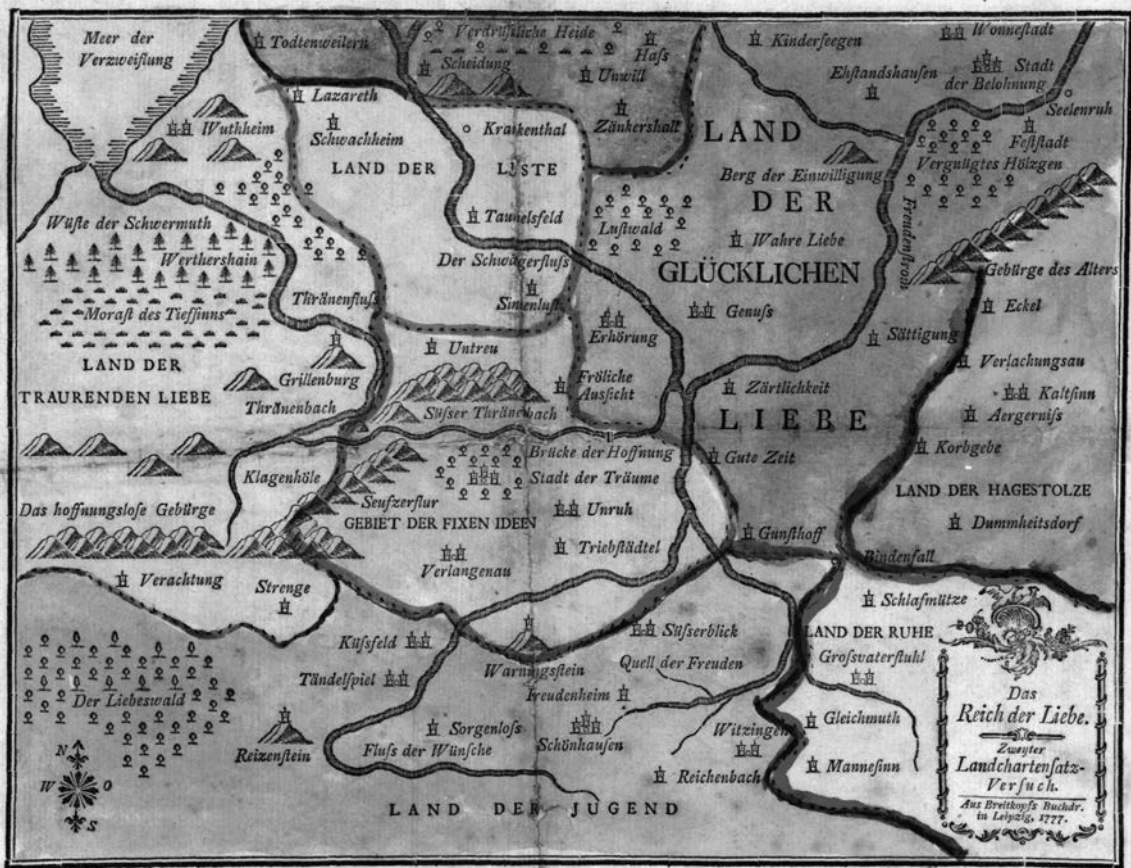 Meer der
Verzweiflung
Todtenweilern
Verdrüſsliche Heide
Haſs
Scheidung
Unwill
Zänkershall
Kinderſeegen
Wonneſtadt
Ehſtandshauſen
Stadt
der Belohnung
Seelenruh
Feſtſtadt
Vergnügtes Hölzgen
Lazareth
Wuthheim
Schwachheim
Krankenthal
LAND DER
LÜSTE
LAND
Berg der Einwilligung
DER
Freudenſtrom
Wüſte der Schwermuth
Werthershain
Taumelsfeld
Luſtwald
Wahre Liebe
Der Schwägerfluſs
GLÜCKLICHEN
Gebürge des Alters
Thränenfluſs
Sinnenluſt
Moraſt des Tiefſinns
Genuſs
Eckel
Erhörung
Sättigung
LAND DER
TRAURENDEN LIEBE
Untreu
Verlachungsau
Grillenburg
Fröliche
Ausſicht
Zärtlichkeit
Kaltſinn
Aergerniſs
Thränenbach
Süſser Thränebach
LIEBE
Korbgebe
Brücke der Hoffnung
Gute Zeit
Klagenhöle
Stadt der Träume
Seufzerflur
LAND DER HAGESTOLZE
Das hoffnungsloſe Gebürge
GEBIET DER FIXEN IDEEN
Unruh
Gunſthoff
Dummheitsdorf
Triebſtädtel
Verlangenau
Bindenfall
Verachtung
Strenge
Schlafmütze
Küſsfeld
Süſserblick
LAND DER RUHE
Warnungsſtein
Quell der Freuden
Grosvaterſtuhl
Tändelſpiel
Freudenheim
Der Liebeswald
Reizenſtein
Sorgenloſs
Schönhauſen
Witzingen
Gleichmuth
Fluſs der Wünſche
Reichenbach
Manneſinn
LAND DER JUGEND
N
W
O
S
Das
Reich der Liebe.
Zweyter
Landchartenſatz-
Verſuch.
Aus Breitkopfs Buchdr.
in Leipzig, 1777.